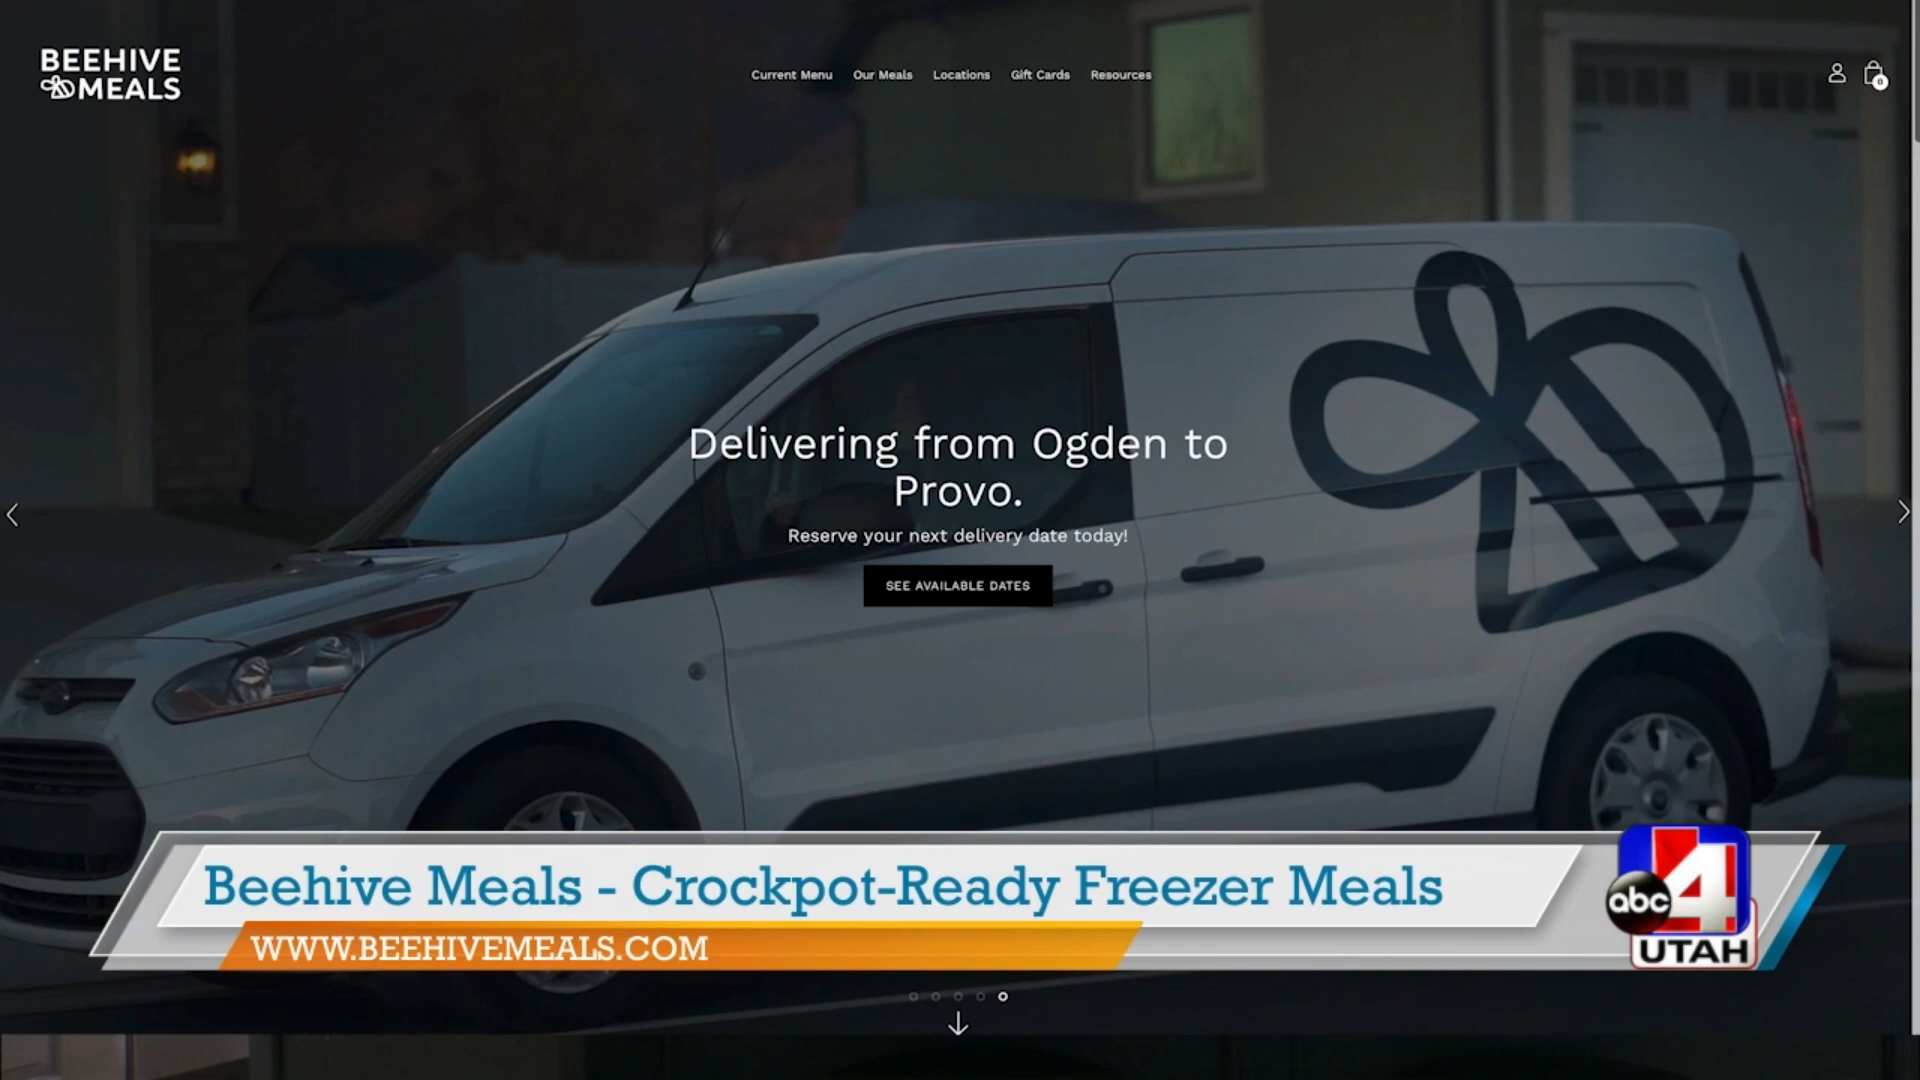 BEEHIVE
MEALS
Current Menu Our Meals Locations Gift Cards Resources
0
Delivering from Ogden to
Provo.
Reserve your next delivery date today!
SEE AVAILABLE DATES
Beehive Meals - Crockpot-Ready Freezer Meals
WWW.BEEHIVEMEALS.COM
abc
4
UTAH